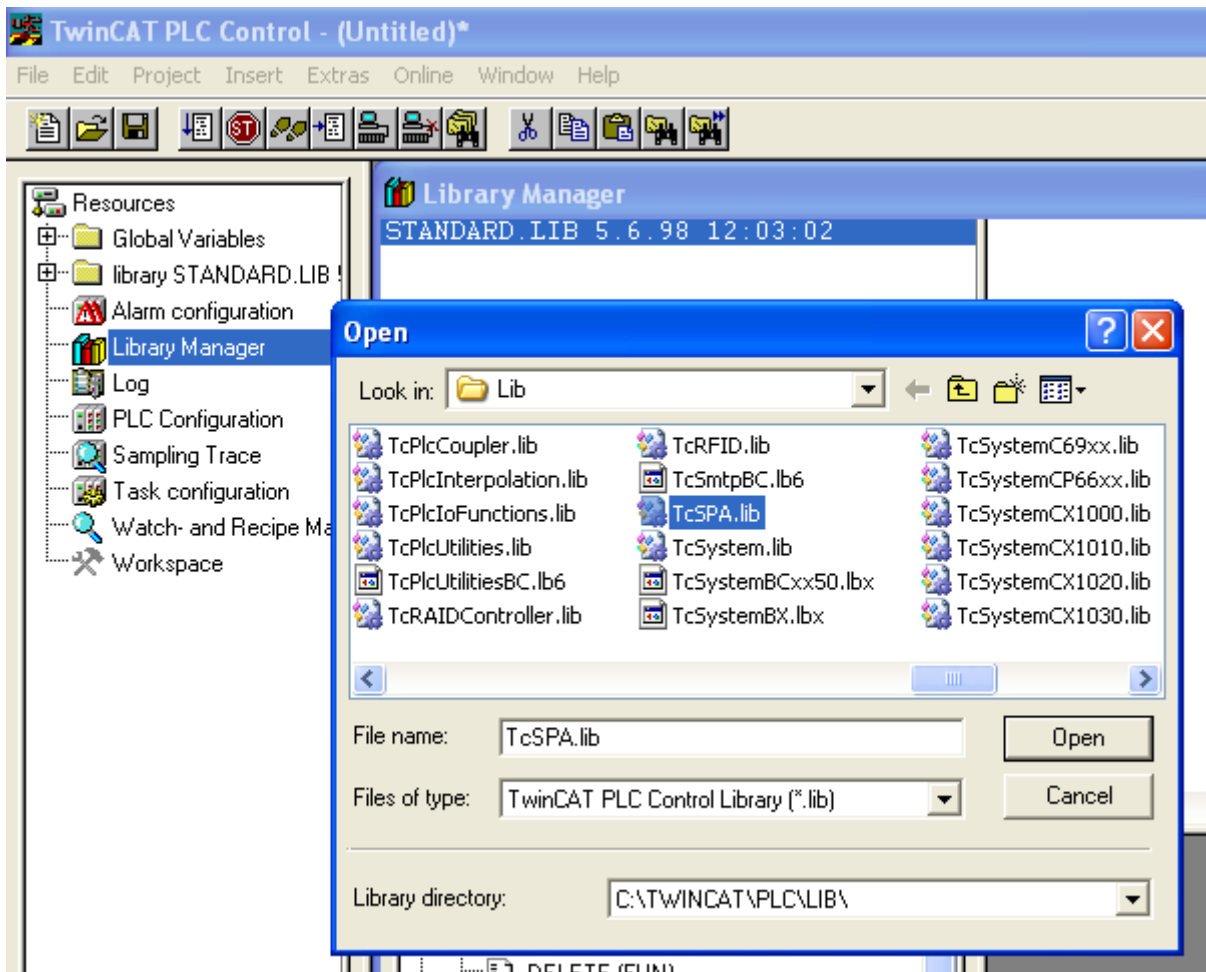 TwinCAT PLC Control - (Untitled)*
File Edit Project Insert Extras Online Window Help
ST
Resources
Global Variables
library STANDARD.LIB
Alarm configuration
Library Manager
Log
PLC Configuration
Sampling Trace
Task configuration
Watch- and Recipe Ma
Workspace
Library Manager
STANDARD.LIB 5.6.98 12:03:02
Open
Look in: Lib
TcPlcCoupler.lib TcRFID.lib TcSystemC69xx.lib
TcPlcInterpolation.lib TcSmtpBC.lb6 TcSystemCP66xx.lib
TcPlcIoFunctions.lib TcSPA.lib TcSystemCX1000.lib
TcPlcUtilities.lib TcSystem.lib TcSystemCX1010.lib
TcPlcUtilitiesBC.lb6 TcSystemBCxx50.lbx TcSystemCX1020.lib
TcRAIDController.lib TcSystemBX.lbx TcSystemCX1030.lib
File name: TcSPA.lib Open
Files of type: TwinCAT PLC Control Library (*.lib) Cancel
Library directory: C:\TWINCAT\PLC\LIB\
DELETE (FUN)